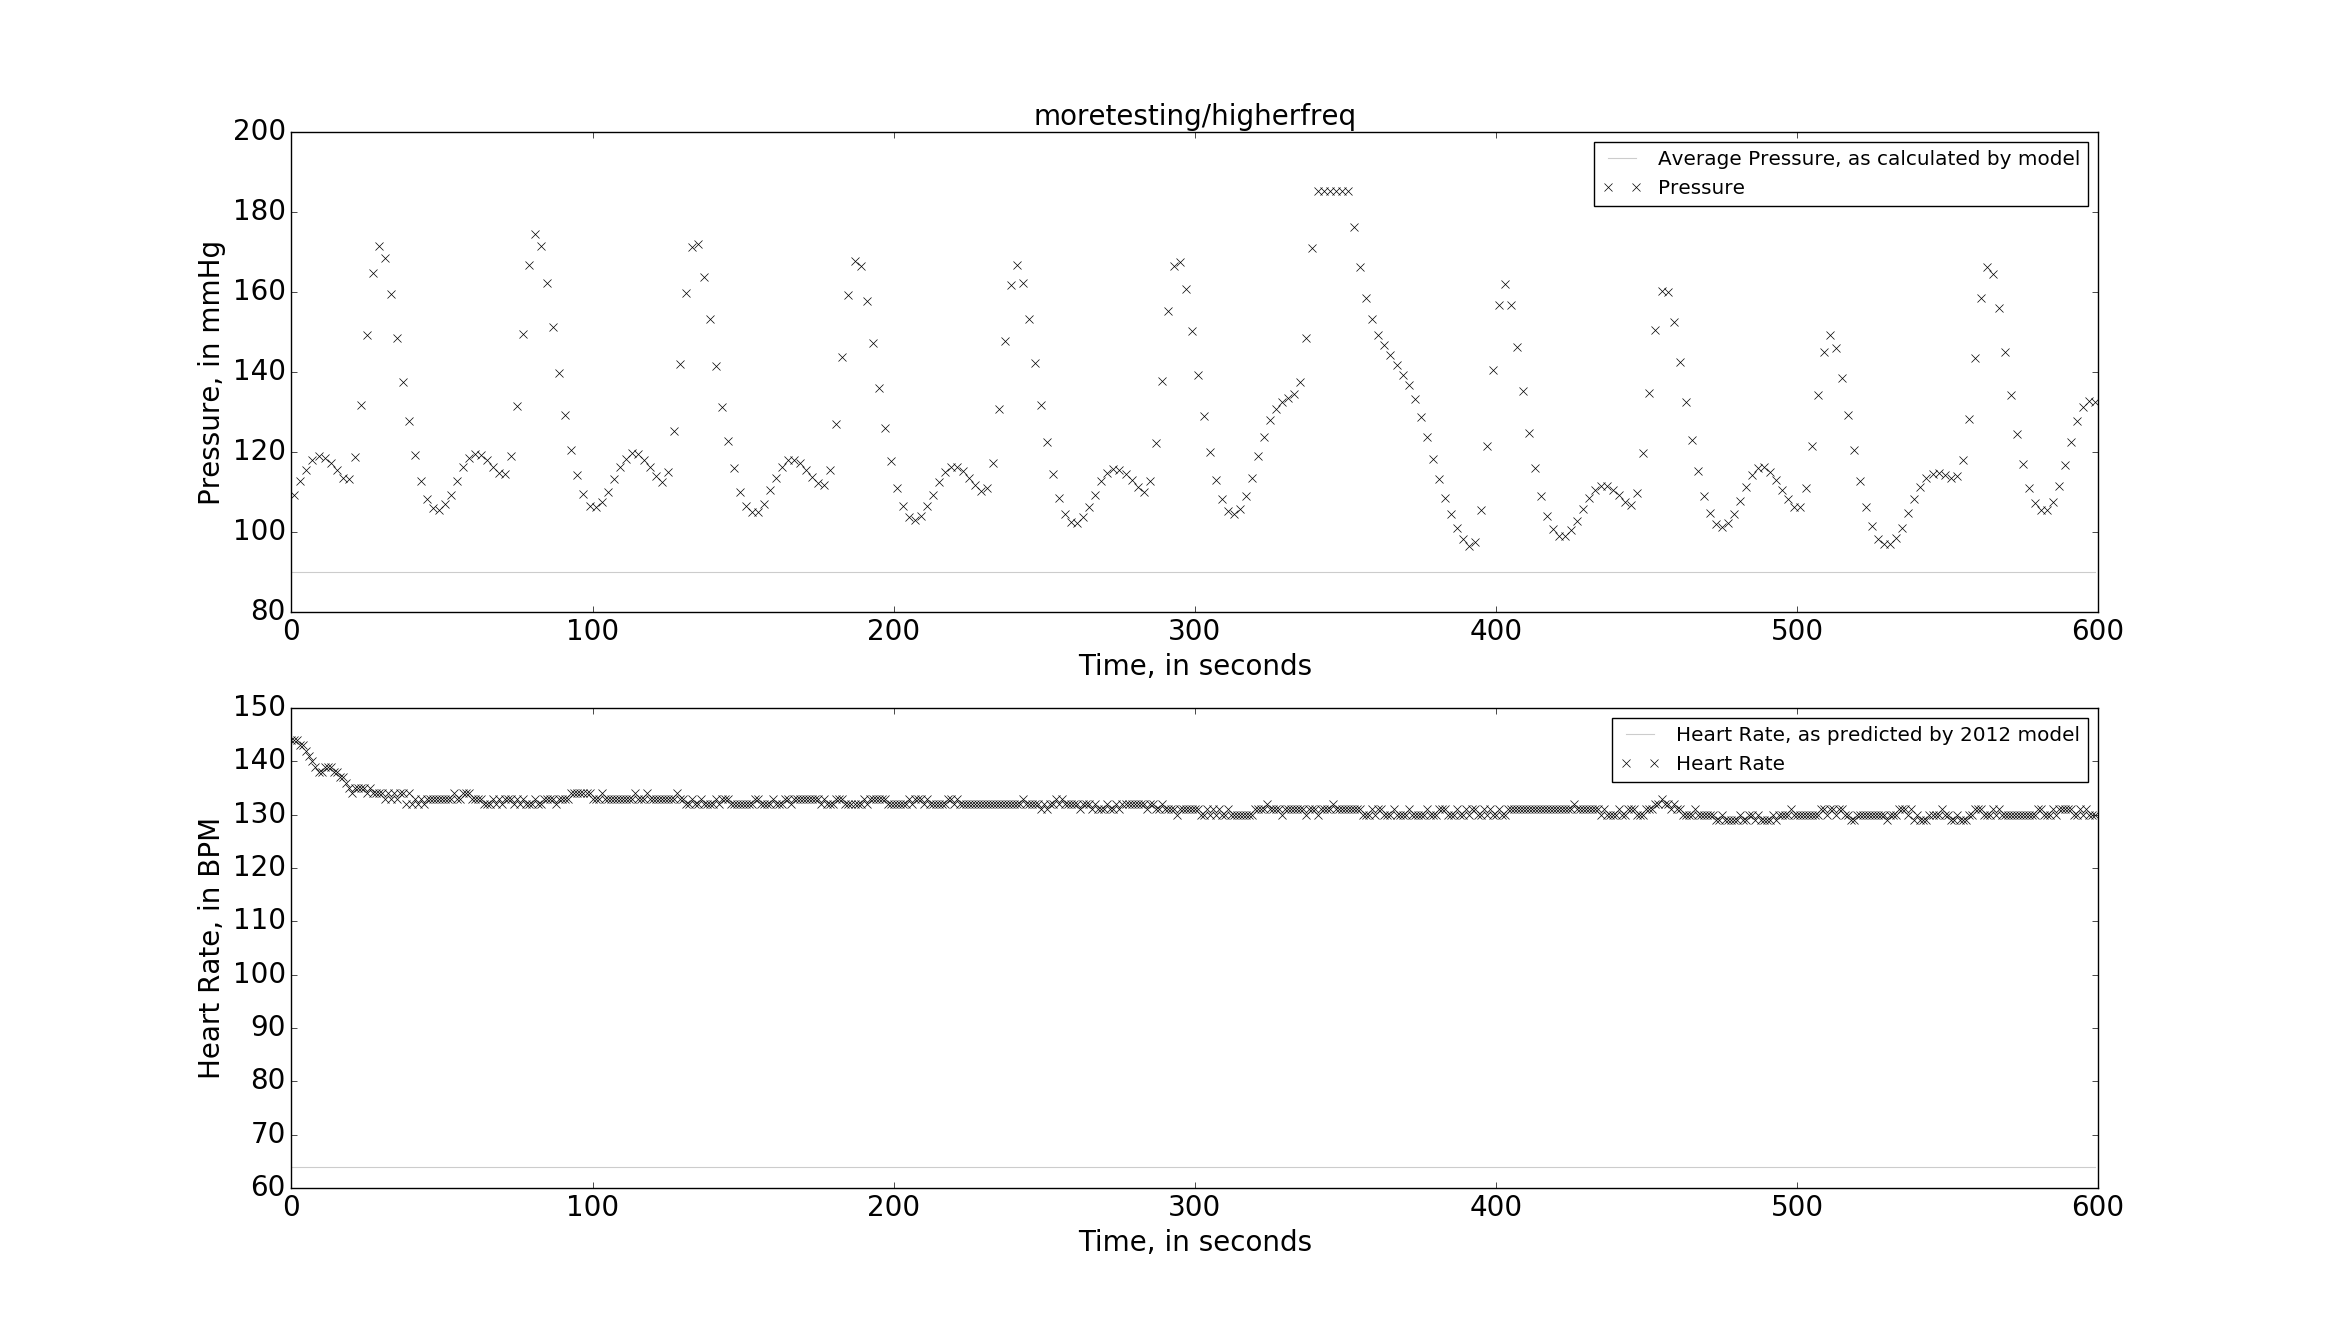 moretesting/higherfreq
200
180
160
140
120
100
80
Pressure, in mmHg
Average Pressure, as calculated by model
Pressure
0 100 200 300 400 500 600
Time, in seconds
150
140
130
120
110
100
90
80
70
60
Heart Rate, in BPM
Heart Rate, as predicted by 2012 model
Heart Rate
0 100 200 300 400 500 600
Time, in seconds